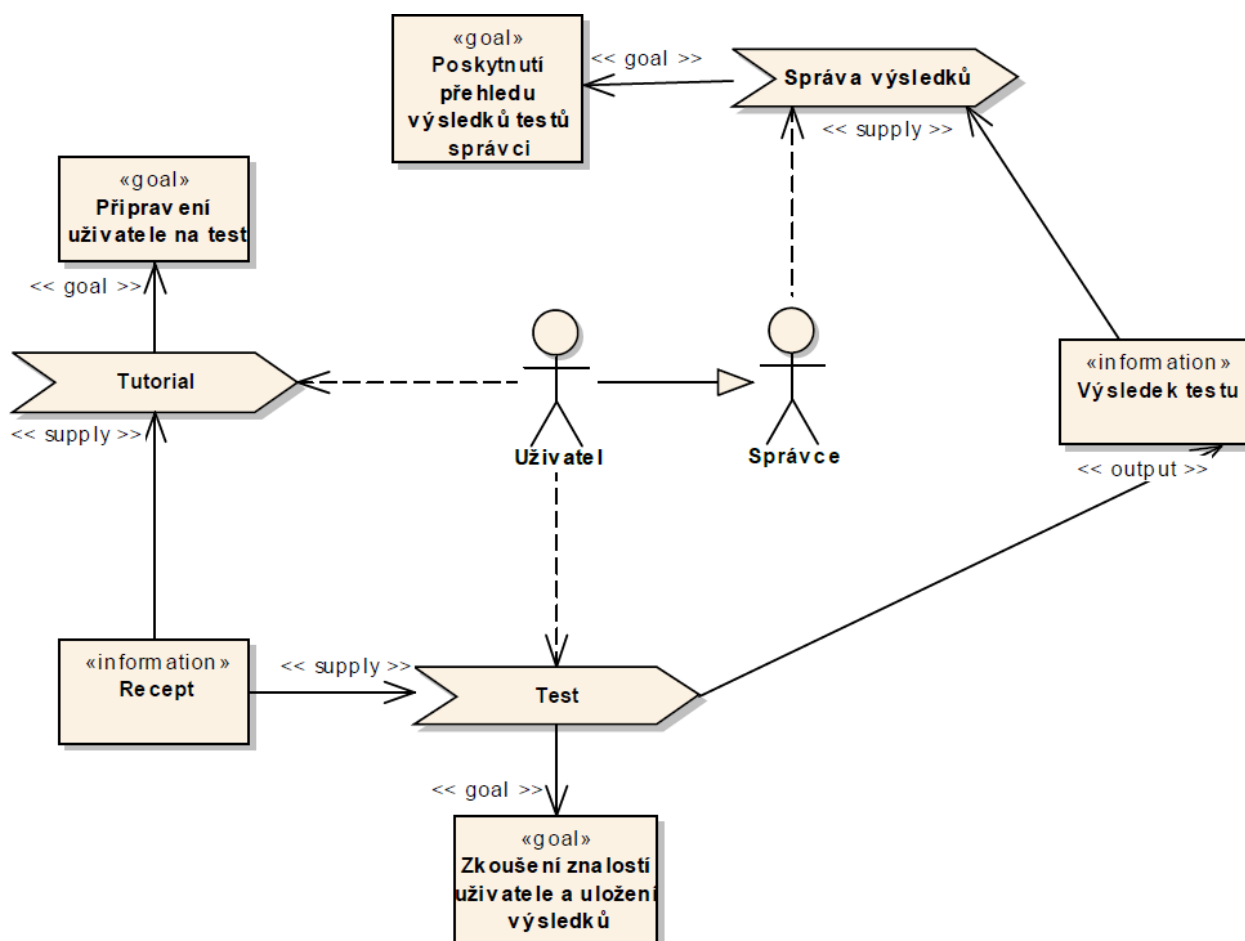 «goal»
Poskytnutí
přehledu
výsledků testů
správci
<< goal >>
Správa výsledků
<< supply >>
«goal»
Připravení
uživatele na test
<< goal >>
Tutorial
<< supply >>
Uživatel
Správce
«information»
Výsledek testu
<< output >>
«information»
Recept
<< supply >>
Test
<< goal >>
«goal»
Zkoušení znalostí
uživatele a uložení
výsledků